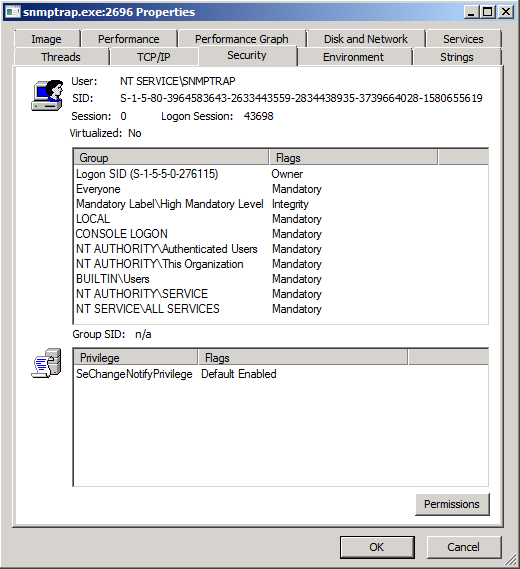 snmptrap.exe:2696 Properties
Image Performance Performance Graph Disk and Network Services
Threads TCP/IP Security Environment Strings
User: NT SERVICE\SNMPTRAP
SID: S-1-5-80-3964583643-2633443559-2834438935-3739664028-1580655619
Session: 0 Logon Session: 43698
Virtualized: No
Group Flags
Logon SID (S-1-5-5-0-276115) Owner
Everyone Mandatory
Mandatory Label\High Mandatory Level Integrity
LOCAL Mandatory
CONSOLE LOGON Mandatory
NT AUTHORITY\Authenticated Users Mandatory
NT AUTHORITY\This Organization Mandatory
BUILTIN\Users Mandatory
NT AUTHORITY\SERVICE Mandatory
NT SERVICE\ALL SERVICES Mandatory
Group SID: n/a
Privilege Flags
SeChangeNotifyPrivilege Default Enabled
Permissions
OK Cancel